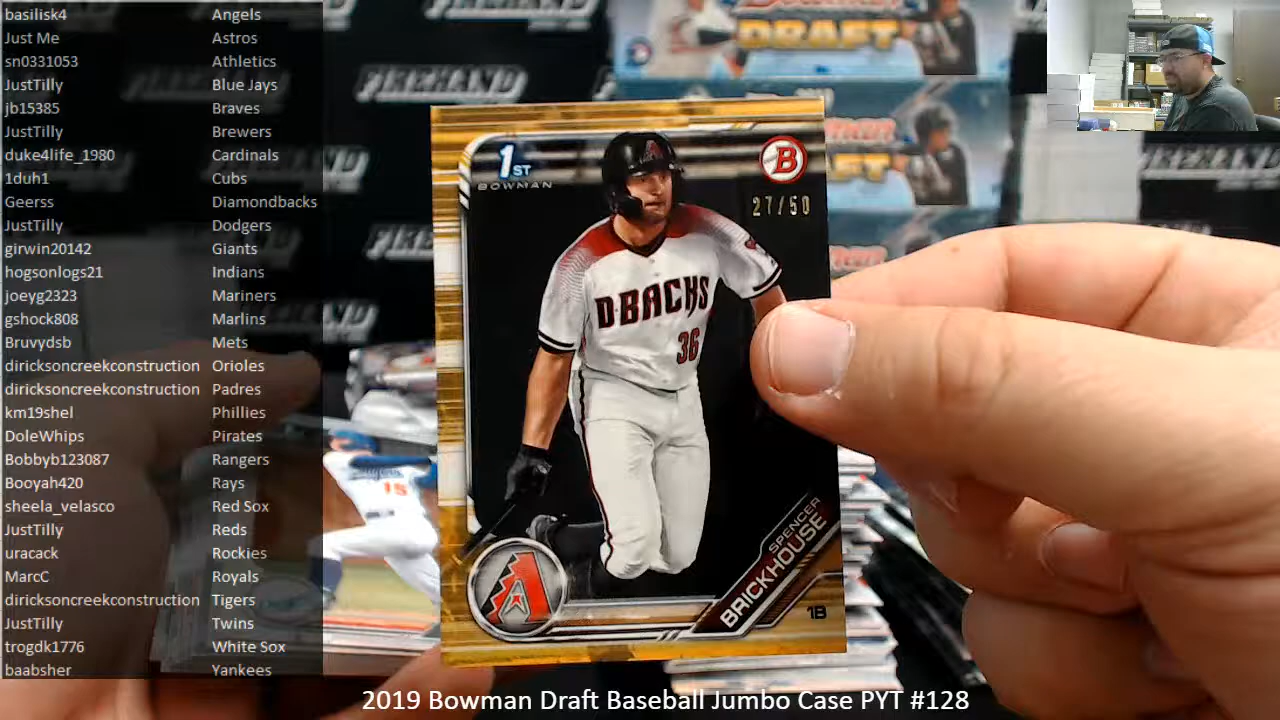 basilisk4 Angels
Just Me Astros
sn0331053 Athletics
JustTilly Blue Jays
jb15385 Braves
JustTilly Brewers
duke4life_1980 Cardinals
1duh1 Cubs
Geerss Diamondbacks
JustTilly Dodgers
girwin20142 Giants
hogsonlogs21 Indians
joeyg2323 Mariners
gshock808 Marlins
Bruvydsb Mets
diricksoncreekconstruction Orioles
diricksoncreekconstruction Padres
km19shel Phillies
DoleWhips Pirates
Bobbyb123087 Rangers
Booyah420 Rays
sheela_velasco Red Sox
JustTilly Reds
uracack Rockies
MarcC Royals
diricksoncreekconstruction Tigers
JustTilly Twins
trogdk1776 White Sox
baabsher Yankees
DRAFT
FIREHAND
1ST
BOWMAN
B
27/50
D-BACKS
36
A
SPENCER
BRICKHOUSE
1B
15
2019 Bowman Draft Baseball Jumbo Case PYT #128